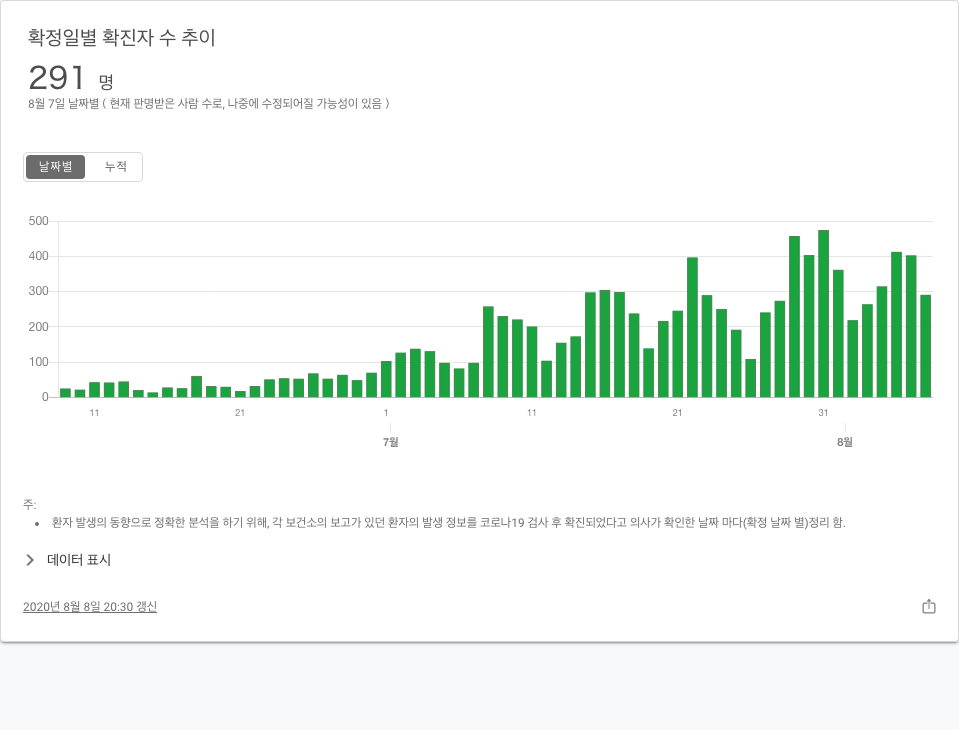 확정일별 확진자 수 추이
291 명
8월 7일 날짜별 ( 현재 판명받은 사람 수로, 나중에 수정되어질 가능성이 있음 )
날짜별 누적
500
400
300
200
100
0
11 21 1 11 21 31
7월 8월
주:
• 환자 발생의 동향으로 정확한 분석을 하기 위해, 각 보건소의 보고가 있던 환자의 발생 정보를 코로나19 검사 후 확진되었다고 의사가 확인한 날짜 마다(확정 날짜 별)정리 함.
데이터 표시
2020년 8월 8일 20:30 갱신